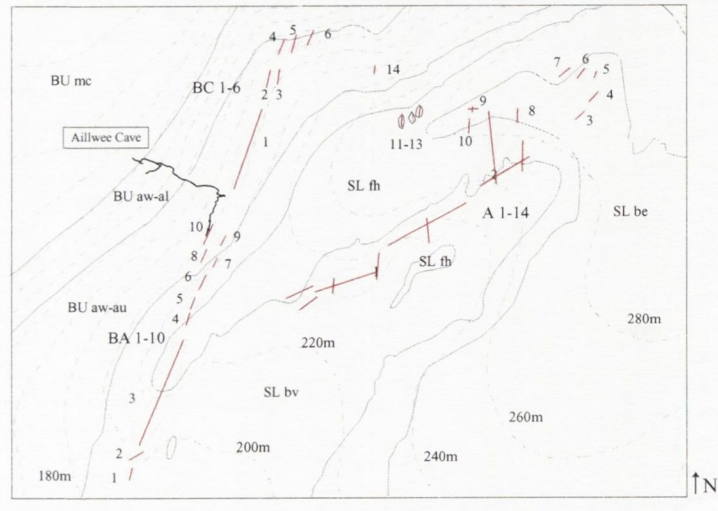 4 5 6
BU mc
BC 1-6
14
7 6 5
2 3
4
9 8
3
Aillwee Cave
1
11-13
10
SL fh
2
BU aw-al
A 1-14
SL be
10 9
8 7
SL fh
6
1
5
BU aw-au
4
280m
BA 1-10
220m
3
SL bv
260m
2
200m
240m
180m
1
N